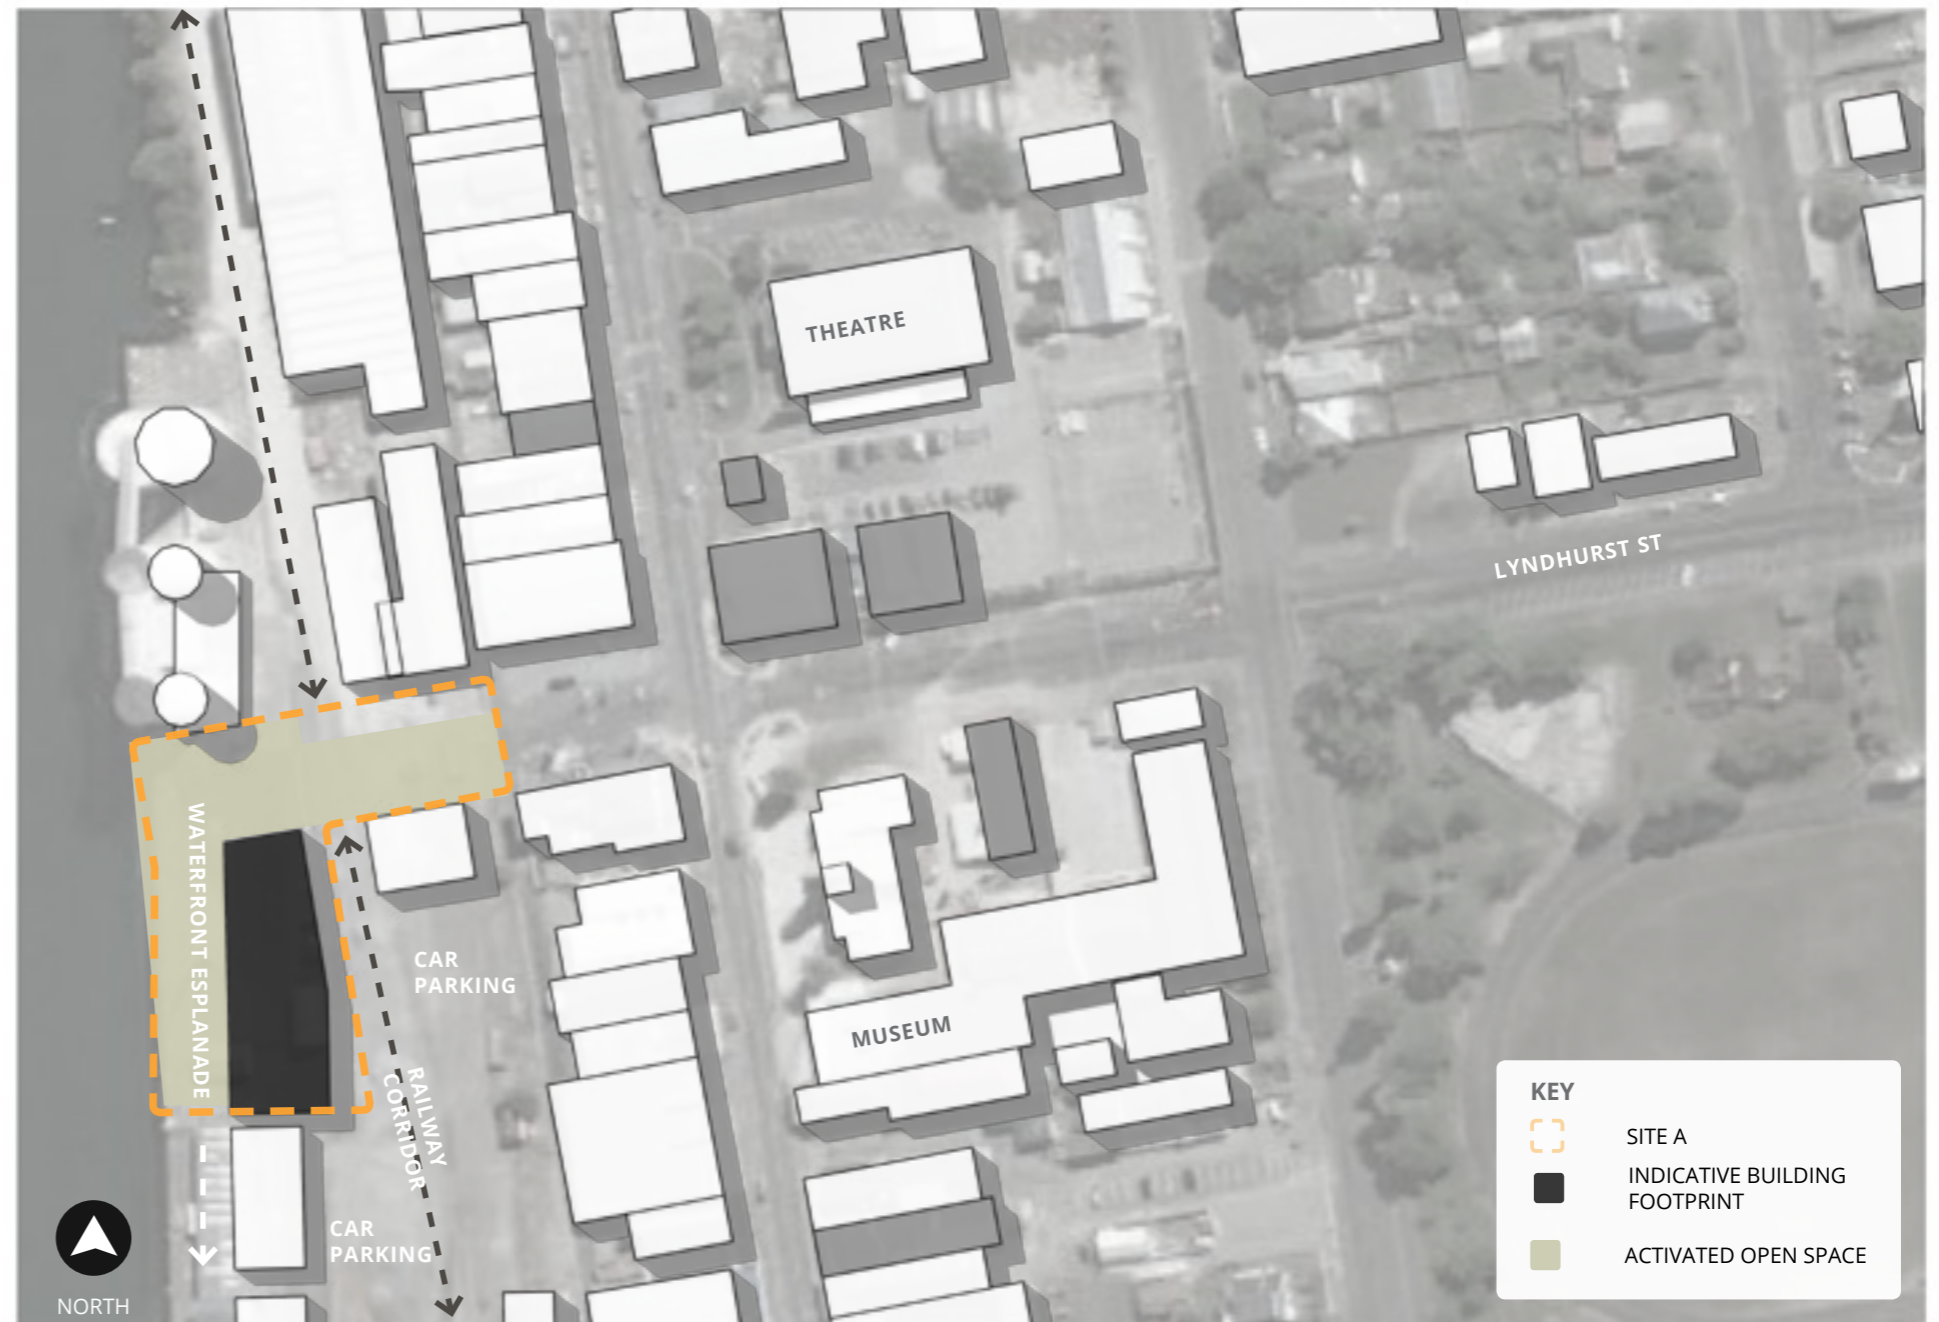 THEATRE
LYNDHURST ST
WATERFRONT ESPLANADE
CAR
PARKING
MUSEUM
RAILWAY
CORRIDOR
CAR
PARKING
NORTH
KEY
SITE A
INDICATIVE BUILDING
FOOTPRINT
ACTIVATED OPEN SPACE